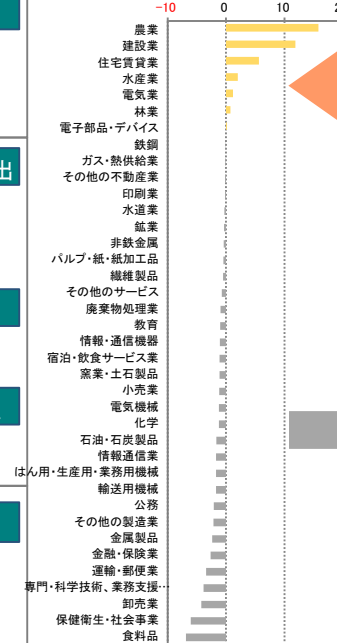 -10 0 10 2
農業
建設業
住宅賃貸業
水産業
電気業
林業
電子部品・デバイス
鉄鋼
ガス・熱供給業
その他の不動産業
印刷業
水道業
鉱業
非鉄金属
パルプ・紙・紙加工品
繊維製品
その他のサービス
廃棄物処理業
教育
情報・通信機器
宿泊・飲食サービス業
窯業・土石製品
小売業
電気機械
化学
石油・石炭製品
情報通信業
はん用・生産用・業務用機械
輸送用機械
公務
その他の製造業
金属製品
金融・保険業
運輸・郵便業
専門・科学技術、業務支援…
卸売業
保健衛生・社会事業
食料品
出